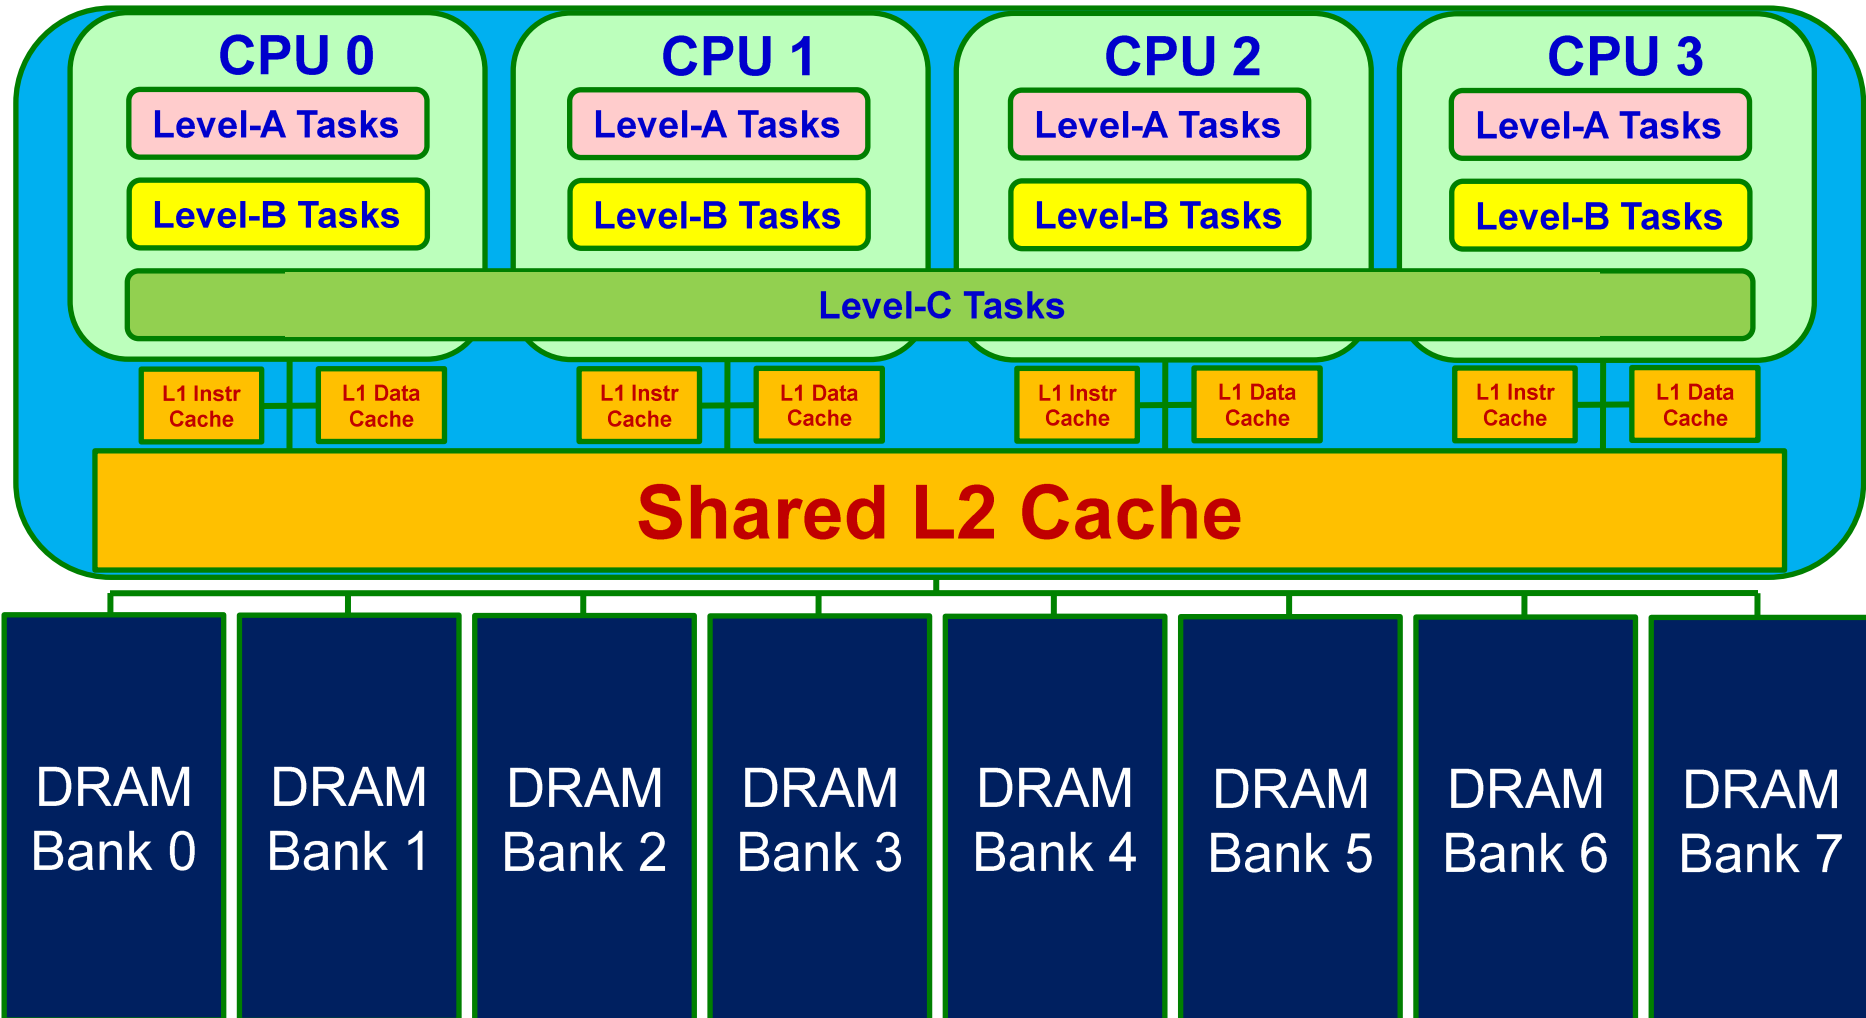 CPU 0
CPU 1
CPU 2
CPU 3
Level-A Tasks
Level-A Tasks
Level-A Tasks
Level-A Tasks
Level-B Tasks
Level-B Tasks
Level-B Tasks
Level-B Tasks
Level-C Tasks
L1 Instr
Cache
L1 Data
Cache
L1 Instr
Cache
L1 Data
Cache
L1 Instr
Cache
L1 Data
Cache
L1 Instr
Cache
L1 Data
Cache
Shared L2 Cache
DRAM
Bank 0
DRAM
Bank 1
DRAM
Bank 2
DRAM
Bank 3
DRAM
Bank 4
DRAM
Bank 5
DRAM
Bank 6
DRAM
Bank 7